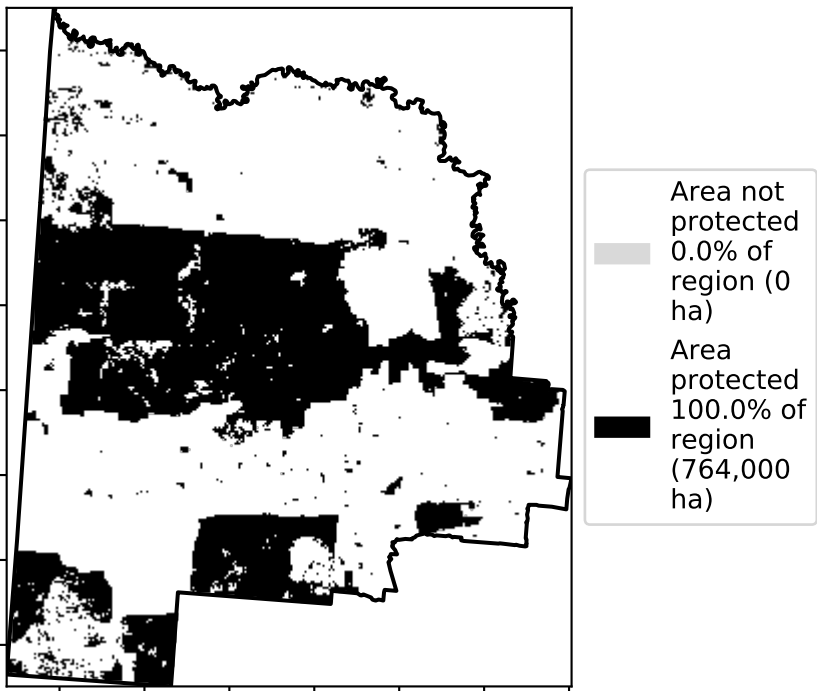 Area not
protected
0.0% of
region (0
ha)
Area
protected
100.0% of
region
(764,000
ha)